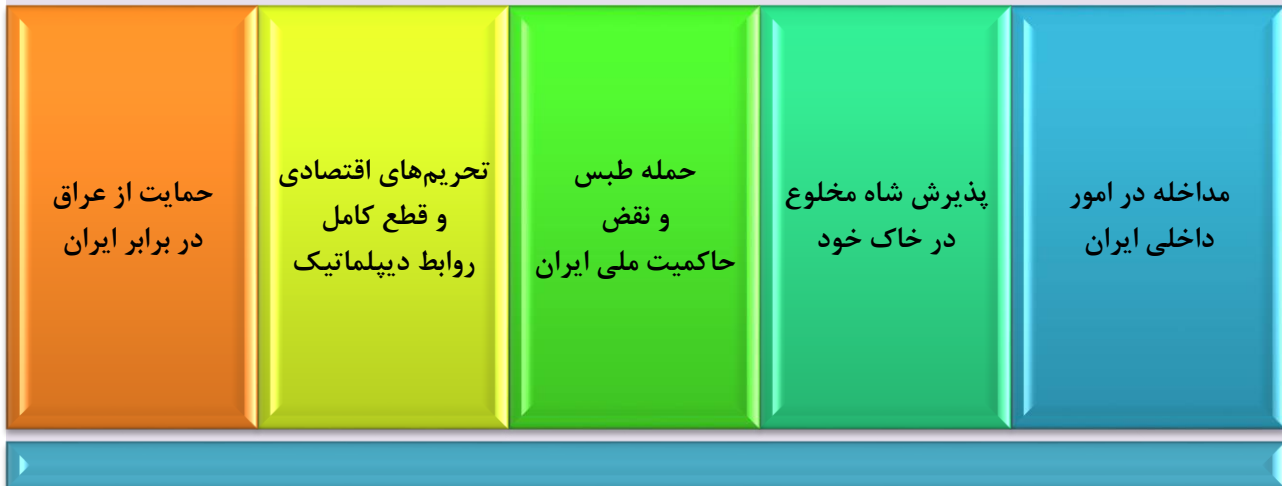 مداخله در امور
داخلی ایران
پذیرش شاه مخلوع
در خاک خود
حمله طبس
و نقض
حاکمیت ملی ایران
تحریم‌های اقتصادی
و قطع کامل
روابط دیپلماتیک
حمایت از عراق
در برابر ایران